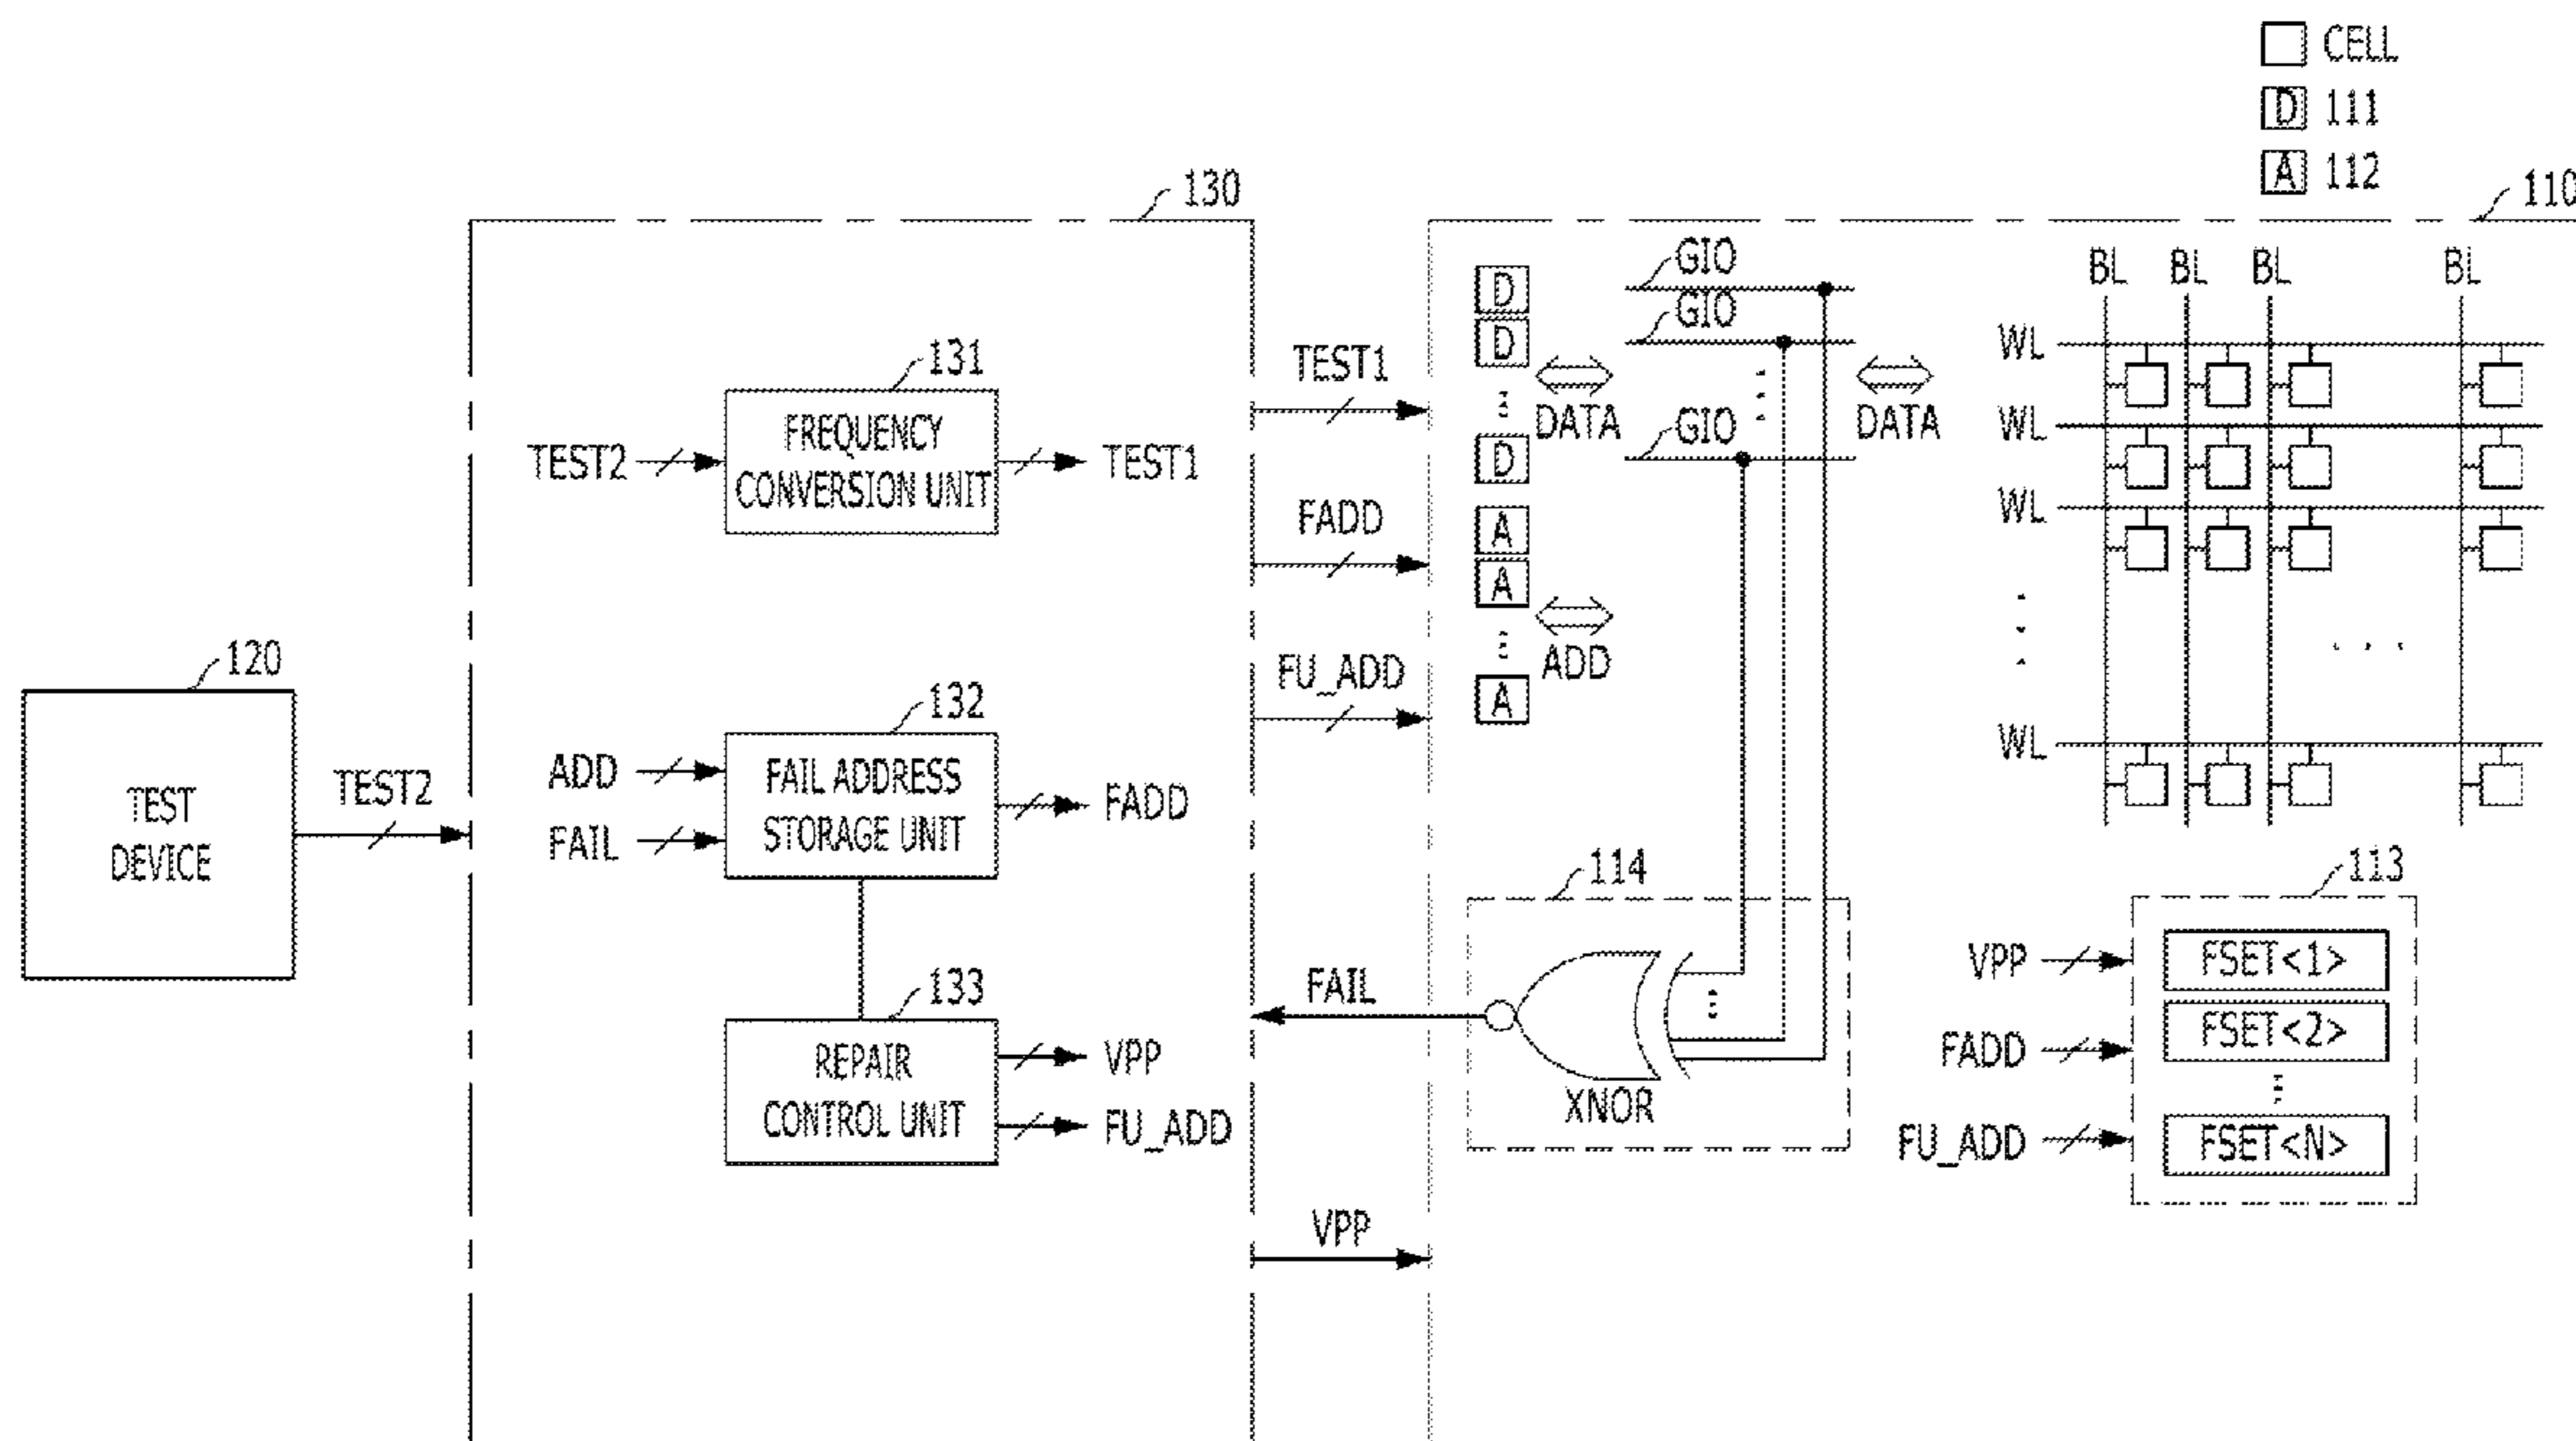 CELL
D 111
A 112
130
110
GIO
GIO
GIO
BL BL BL BL
D
D
D
DATA
DATA
WL
WL
WL
WL
131
FREQUENCY
CONVERSION UNIT
TEST2
TEST1
TEST1
FADD
FU_ADD
A
A
A
ADD
120
TEST
DEVICE
TEST2
132
ADD
FAIL
FAIL ADDRESS
STORAGE UNIT
FADD
133
REPAIR
CONTROL UNIT
VPP
FU_ADD
FAIL
VPP
114
XNOR
113
VPP
FADD
FU_ADD
FSET<1>
FSET<2>
FSET<N>